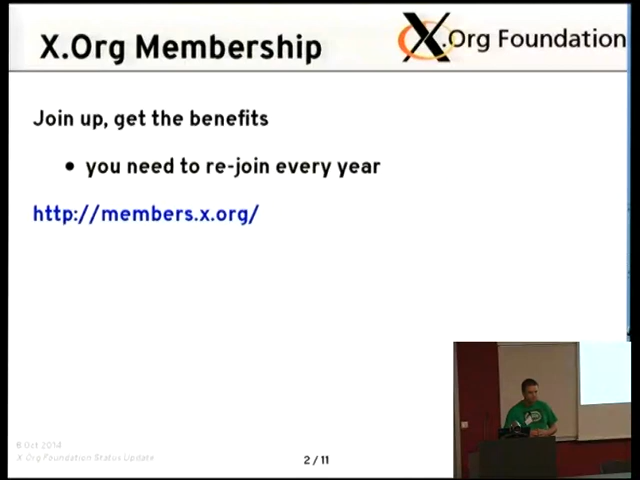 X.Org Membership
X.Org Foundation
Join up, get the benefits
• you need to re-join every year
http://members.x.org/
8 Oct 2014
X Org Foundation Status Update
2 / 11